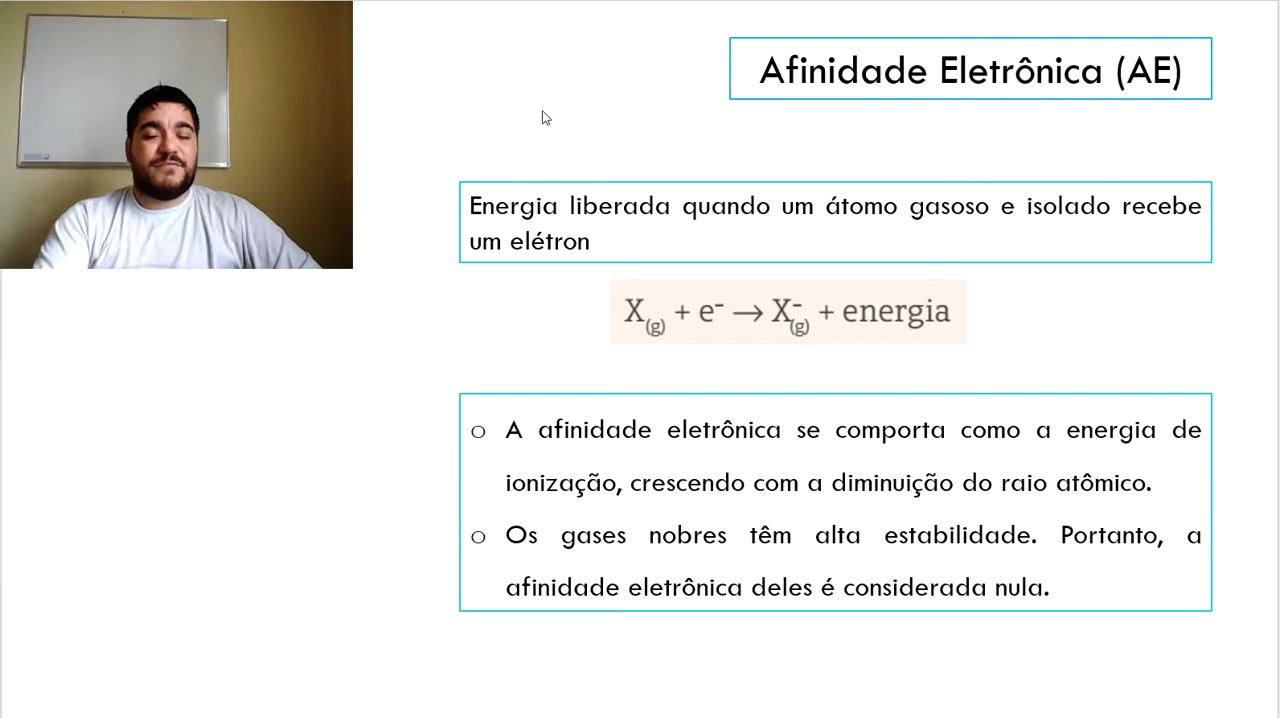 Afinidade Eletrônica (AE)
Energia liberada quando um átomo gasoso e isolado recebe
um elétron
X(g) + e⁻ → X⁻(g) + energia
o A afinidade eletrônica se comporta como a energia de
ionização, crescendo com a diminuição do raio atômico.
o Os gases nobres têm alta estabilidade. Portanto, a
afinidade eletrônica deles é considerada nula.